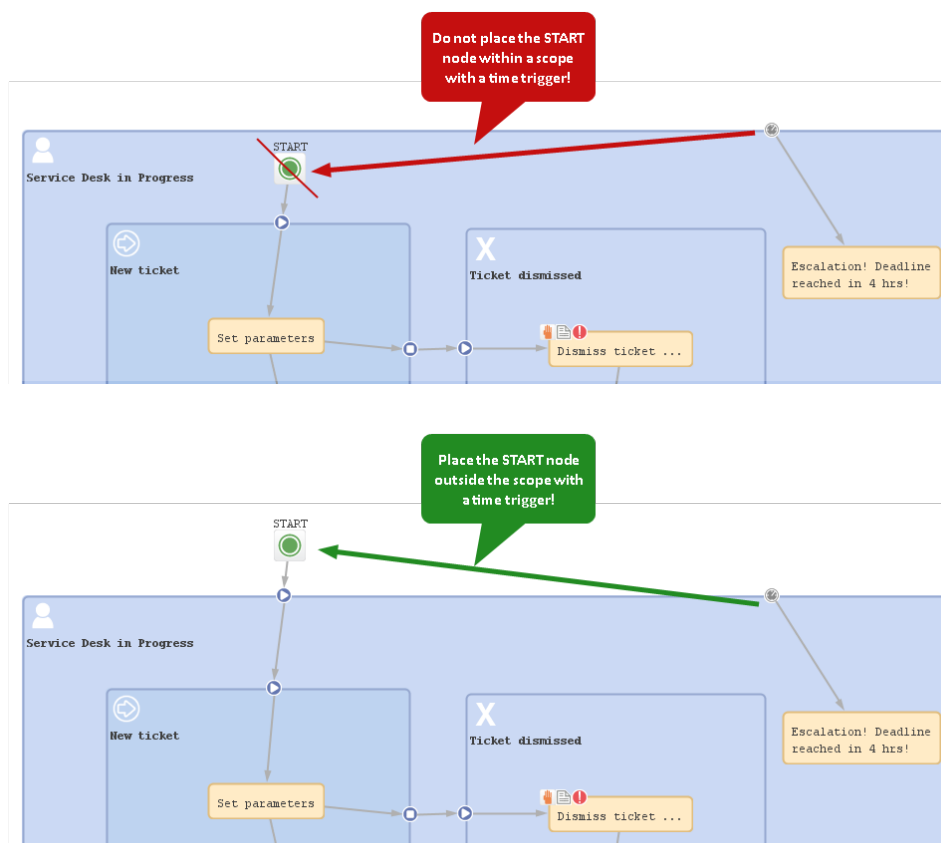 Do not place the START
node within a scope
with a time trigger!
START
Service Desk in Progress
New ticket
X
Ticket dismissed
Escalation! Deadline
reached in 4 hrs!
Set parameters
Dismiss ticket ...
Place the START node
outside the scope with
a time trigger!
START
Service Desk in Progress
New ticket
X
Ticket dismissed
Escalation! Deadline
reached in 4 hrs!
Set parameters
Dismiss ticket ...